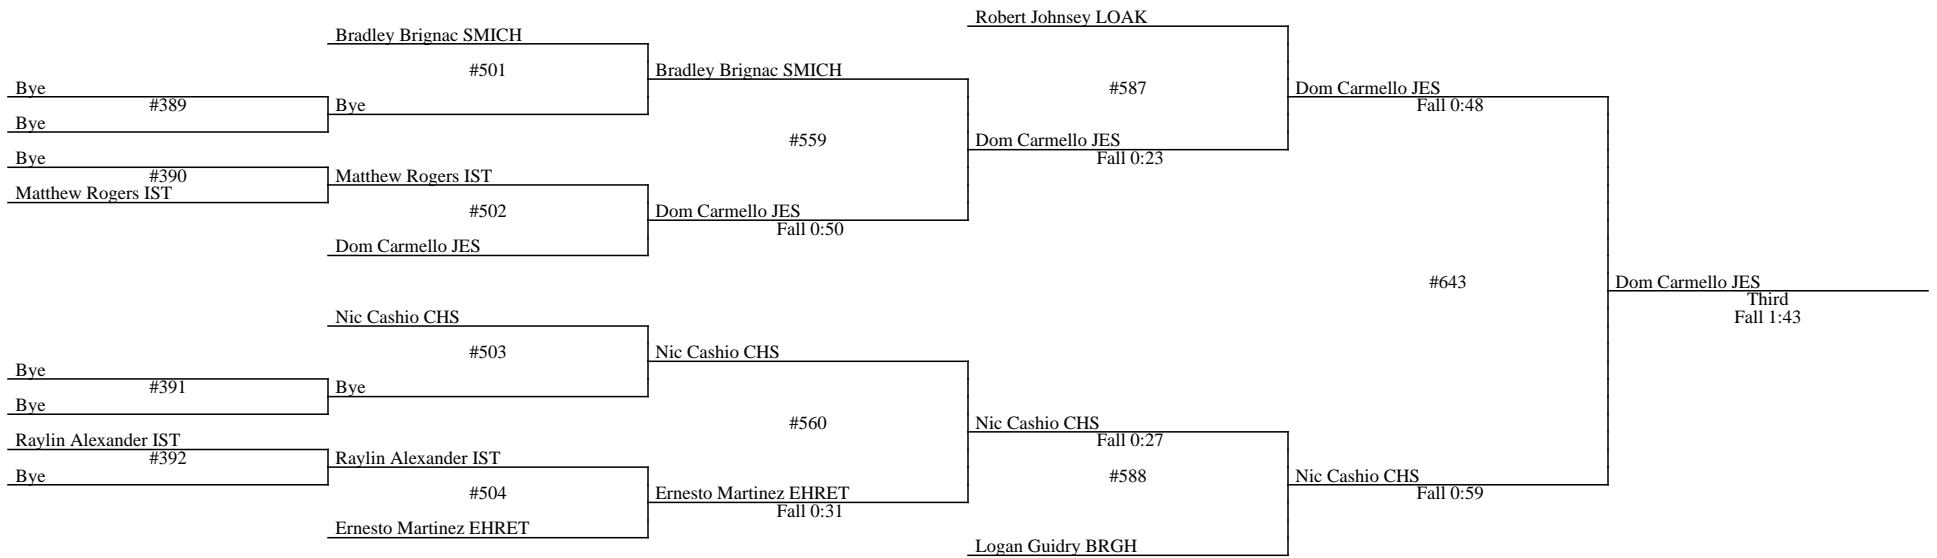 Robert Johnsey LOAK
Bradley Brignac SMICH
#501
Bradley Brignac SMICH
#587
Bye
Dom Carmello JES
#389
Bye
Fall 0:48
Bye
#559
Dom Carmello JES
Bye
Fall 0:23
#390
Matthew Rogers IST
Matthew Rogers IST
#502
Dom Carmello JES
Fall 0:50
Dom Carmello JES
#643
Dom Carmello JES
Third
Fall 1:43
Nic Cashio CHS
#503
Nic Cashio CHS
Bye
#391
Bye
Bye
#560
Nic Cashio CHS
Raylin Alexander IST
Fall 0:27
#392
Raylin Alexander IST
Bye
#588
Nic Cashio CHS
#504
Ernesto Martinez EHRET
Fall 0:59
Fall 0:31
Ernesto Martinez EHRET
Logan Guidry BRGH